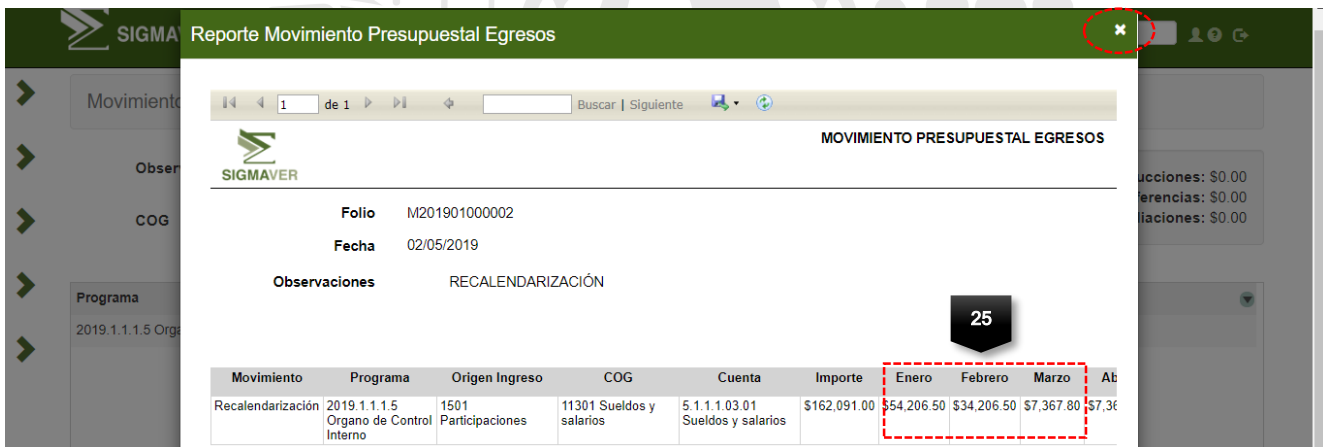 SIGMA
Reporte Movimiento Presupuestal Egresos
Movimiento
1 de 1 Buscar | Siguiente
MOVIMIENTO PRESUPUESTAL EGRESOS
SIGMAVER
Obser
ucciones: $0.00
ferencias: $0.00
COG
liaciones: $0.00
Folio M201901000002
Fecha 02/05/2019
Observaciones RECALENDARIZACIÓN
Programa
2019.1.1.1.5 Orga
25
Movimiento Programa Origen Ingreso COG Cuenta Importe Enero Febrero Marzo Ab
Recalendarización 2019.1.1.1.5 1501 11301 Sueldos y 5.1.1.1.03.01 $162,091.00 $54,206.50 $34,206.50 $7,367.80 $7,36
Organo de Control Participaciones salarios Sueldos y salarios
Interno